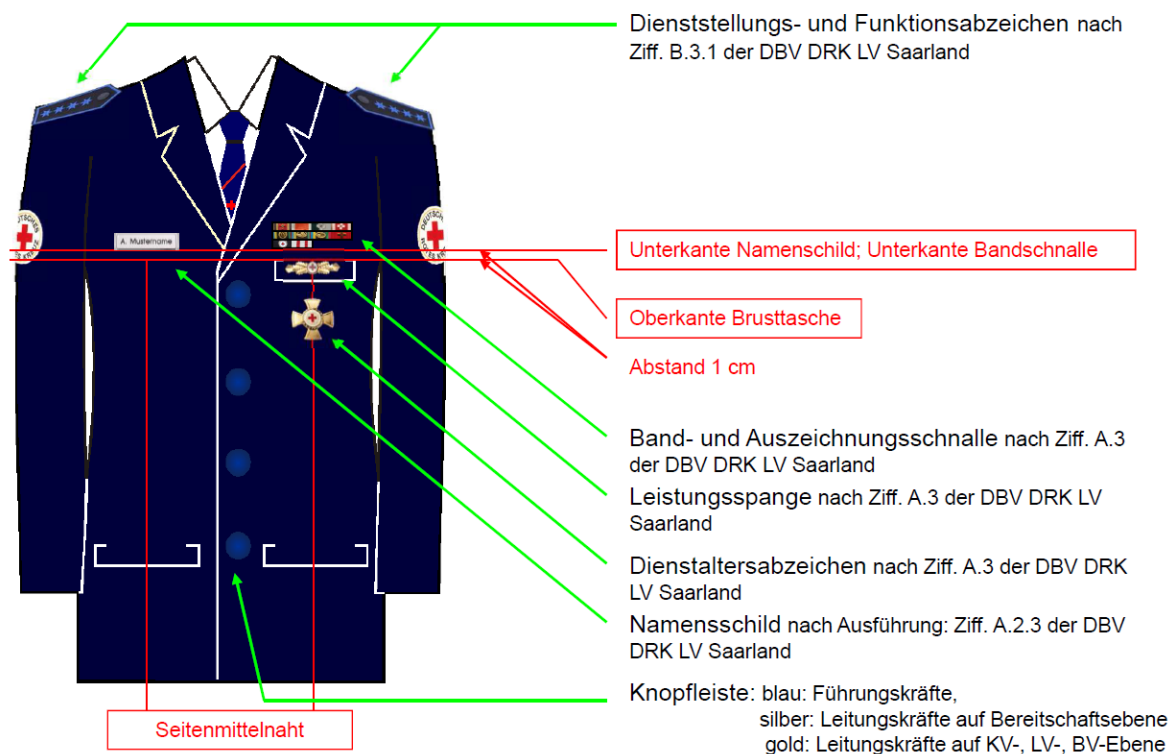 Dienststellungs- und Funktionsabzeichen nach
Ziff. B.3.1 der DBV DRK LV Saarland
A. Mustername
Unterkante Namenschild; Unterkante Bandschnalle
Oberkante Brusttasche
Abstand 1 cm
Band- und Auszeichnungsschnalle nach Ziff. A.3
der DBV DRK LV Saarland
Leistungsspange nach Ziff. A.3 der DBV DRK LV
Saarland
Dienstaltersabzeichen nach Ziff. A.3 der DBV DRK
LV Saarland
Namensschild nach Ausführung: Ziff. A.2.3 der DBV
DRK LV Saarland
Knopfleiste: blau: Führungskräfte,
silber: Leitungskräfte auf Bereitschaftsebene
gold: Leitungskräfte auf KV-, LV-, BV-Ebene
Seitenmittelnaht